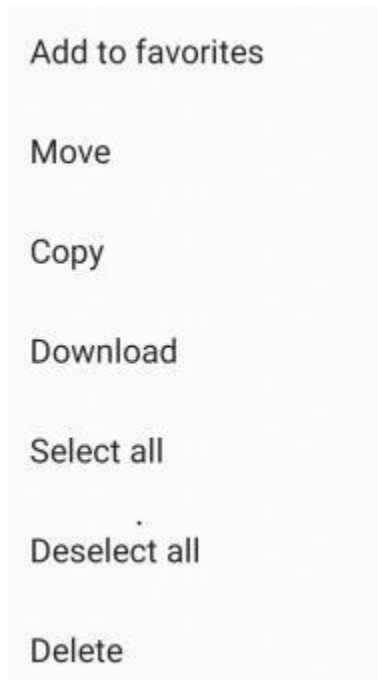 Add to favorites
Move
Copy
Download
Select all
Deselect all
Delete